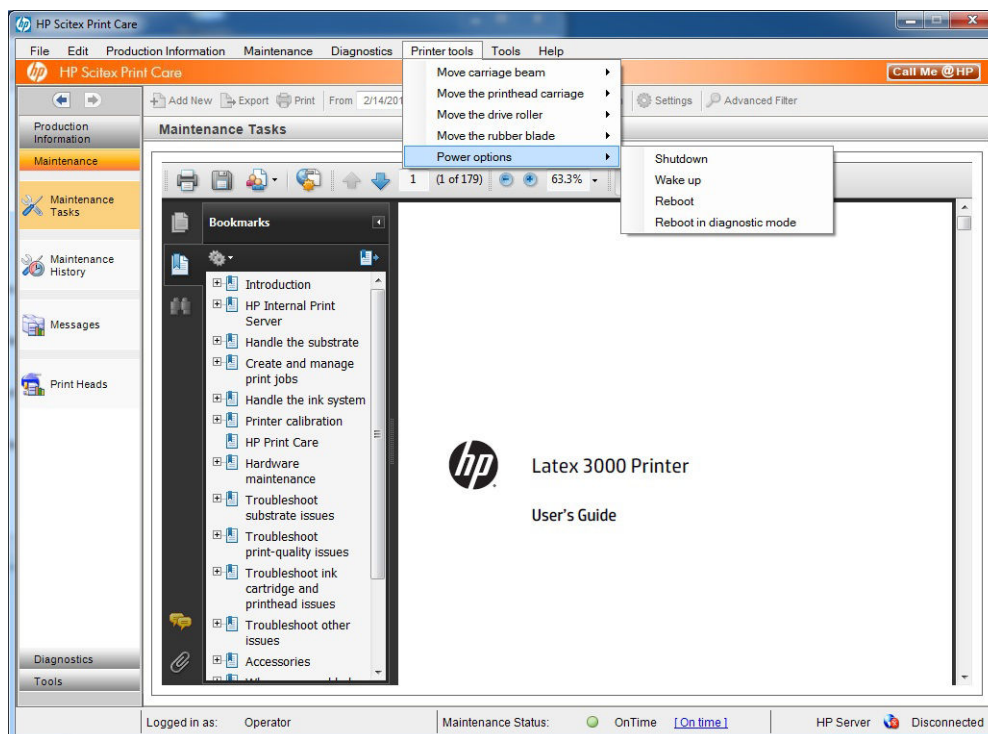 HP Scitex Print Care
File Edit Production Information Maintenance Diagnostics Printer tools Tools Help
HP Scitex Print Care
Call Me @ HP
Move carriage beam
Move the printhead carriage
Move the drive roller
Move the rubber blade
Power options
Shutdown
Wake up
Reboot
Reboot in diagnostic mode
Add New Export Print From 2/14/201
Settings Advanced Filter
Production
Information
Maintenance
Maintenance
Tasks
Maintenance
History
Messages
Print Heads
Diagnostics
Tools
Maintenance Tasks
1 (1 of 179) 63.3%
Bookmarks
Introduction
HP Internal Print
Server
Handle the substrate
Create and manage
print jobs
Handle the ink system
Printer calibration
HP Print Care
Hardware
maintenance
Troubleshoot
substrate issues
Troubleshoot
print-quality issues
Troubleshoot ink
cartridge and
printhead issues
Troubleshoot other
issues
Accessories
hp
Latex 3000 Printer
User's Guide
Logged in as: Operator
Maintenance Status: OnTime [On time]
HP Server Disconnected